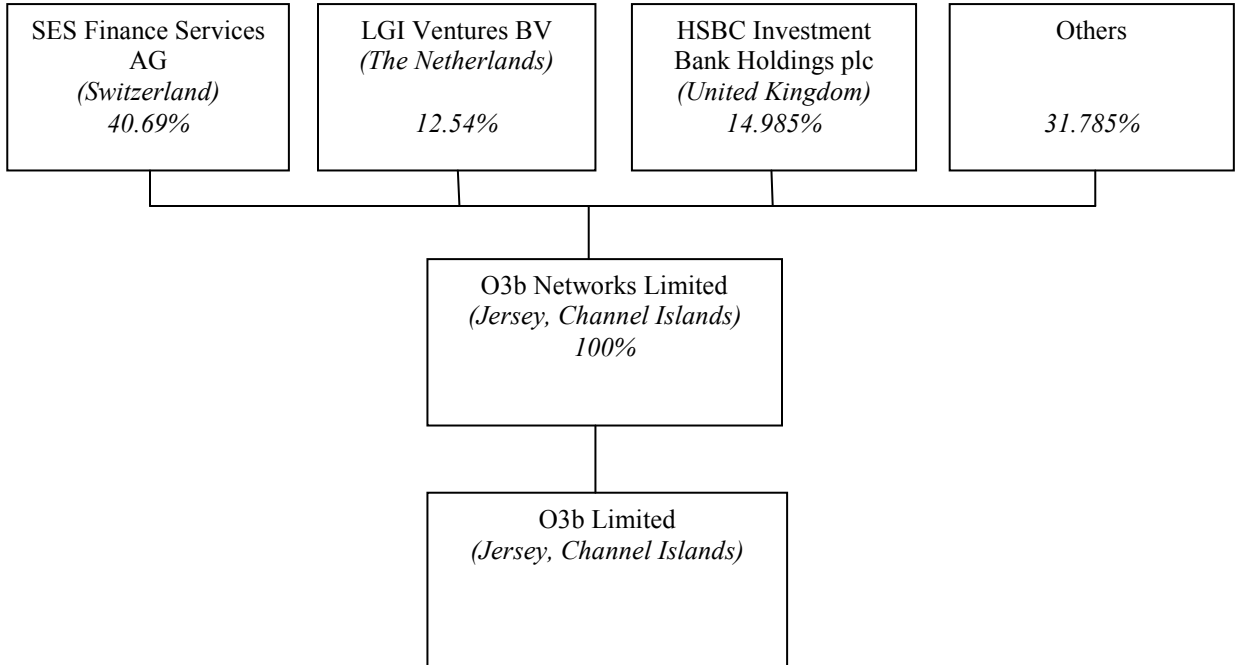 SES Finance Services
AG
(Switzerland)
40.69%
LGI Ventures BV
(The Netherlands)
12.54%
HSBC Investment
Bank Holdings plc
(United Kingdom)
14.985%
Others
31.785%
O3b Networks Limited
(Jersey, Channel Islands)
100%
O3b Limited
(Jersey, Channel Islands)